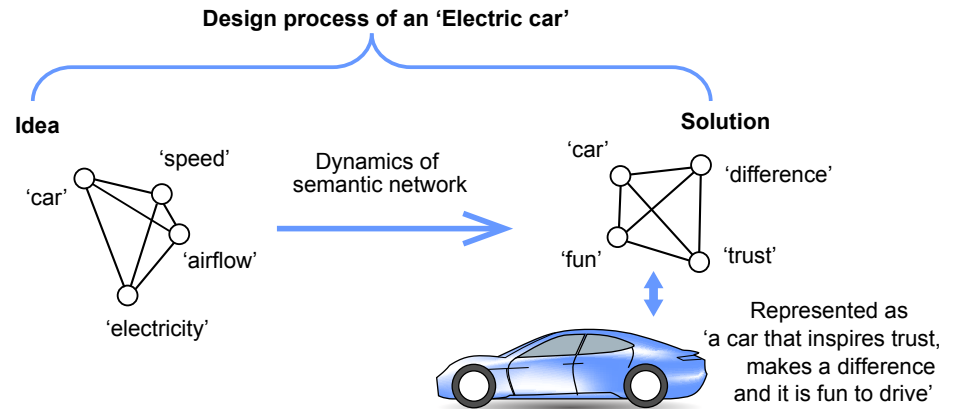 Design process of an ‘Electric car’
Idea
Solution
‘speed’
‘car’
‘airflow’
‘electricity’
Dynamics of
semantic network
‘car’
‘difference’
‘fun’
‘trust’
Represented as
‘a car that inspires trust,
makes a difference
and it is fun to drive’